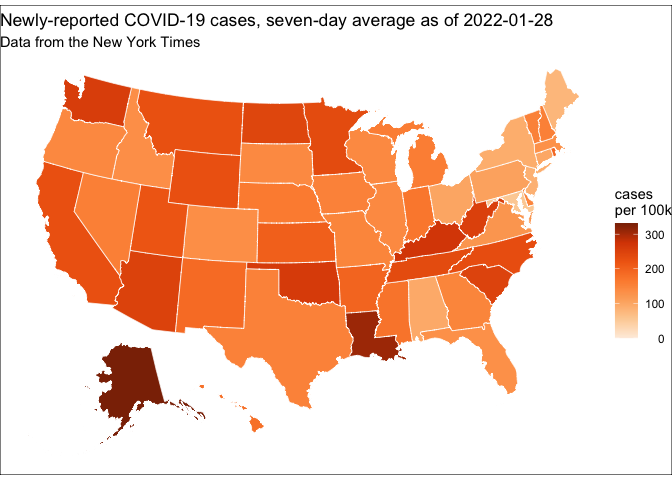 Newly-reported COVID-19 cases, seven-day average as of 2022-01-28
Data from the New York Times
cases
per 100k
300
200
100
0